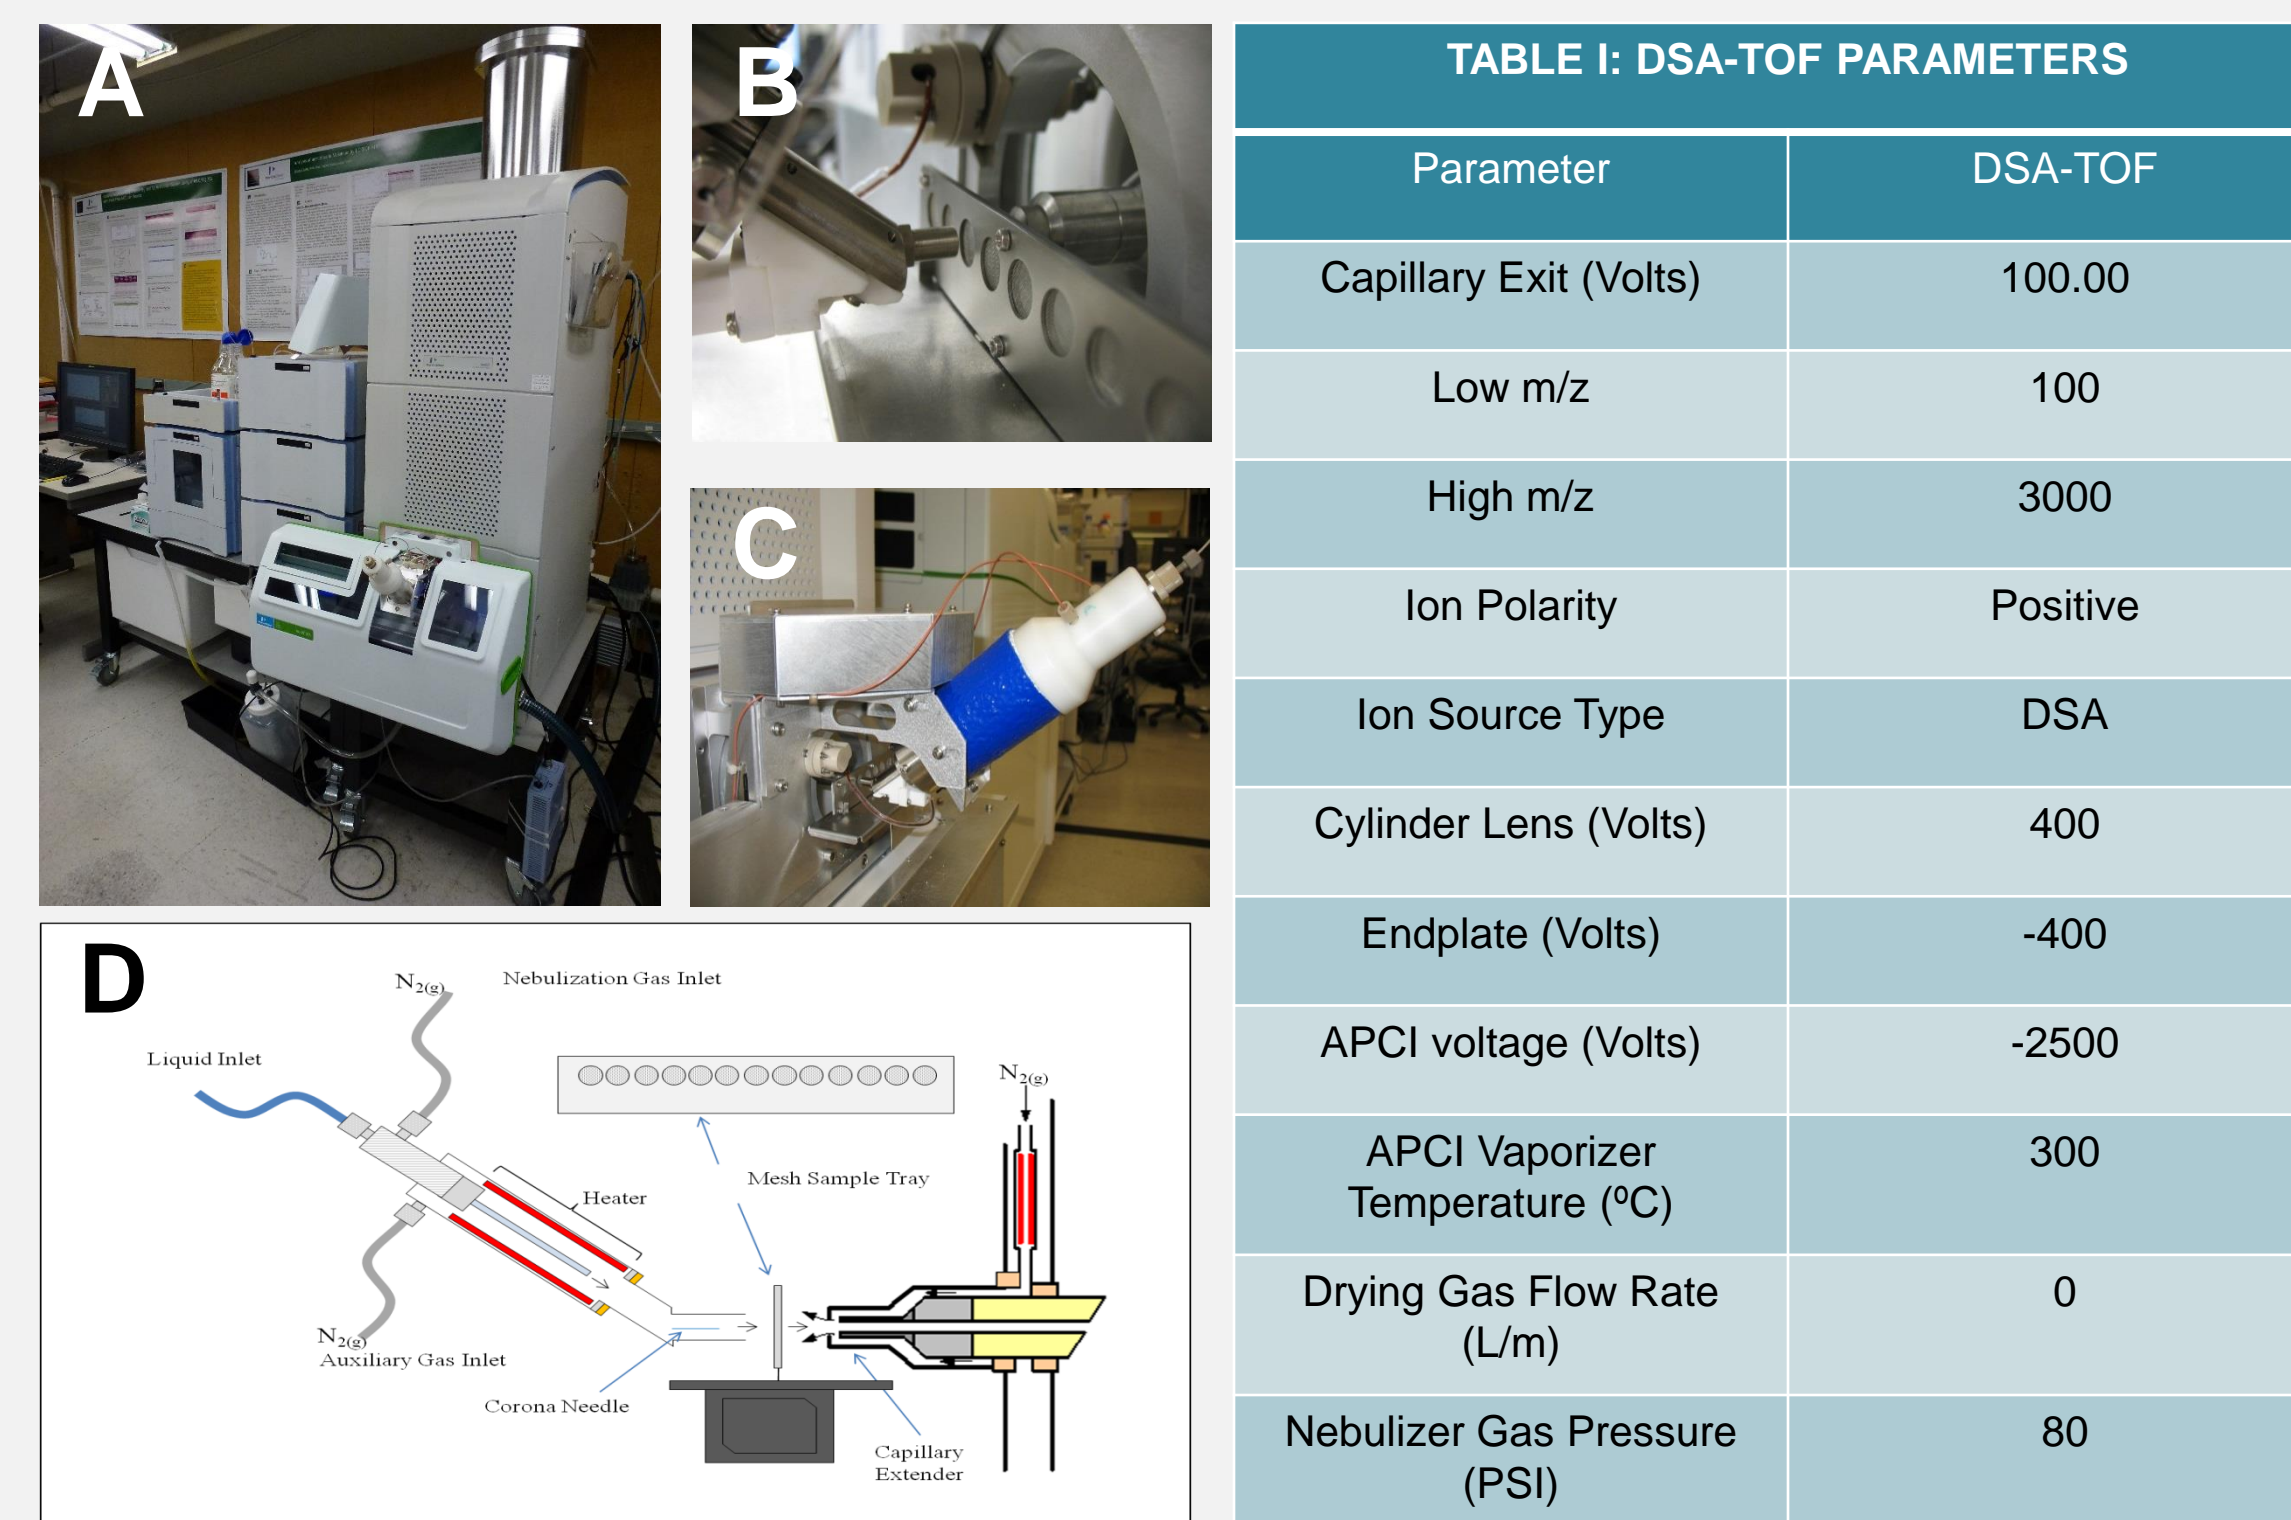 A
B
C
D
N2(g)
Nebulization Gas Inlet
Liquid Inlet
N2(g)
Mesh Sample Tray
Heater
N2(g)
Auxiliary Gas Inlet
Corona Needle
Capillary
Extender
TABLE I: DSA-TOF PARAMETERS
Parameter DSA-TOF
Capillary Exit (Volts) 100.00
Low m/z 100
High m/z 3000
Ion Polarity Positive
Ion Source Type DSA
Cylinder Lens (Volts) 400
Endplate (Volts) -400
APCI voltage (Volts) -2500
APCI Vaporizer 300
Temperature (ºC)
Drying Gas Flow Rate 0
(L/m)
Nebulizer Gas Pressure 80
(PSI)